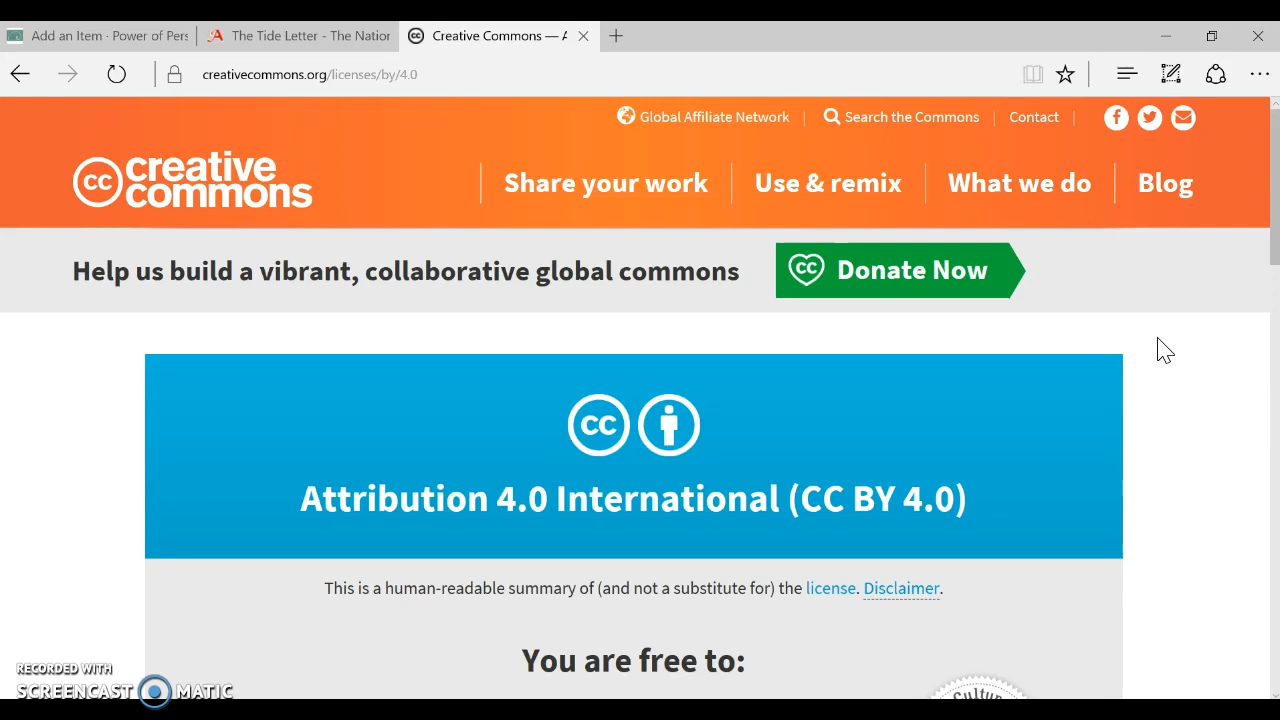 Add an Item · Power of Pers
The Tide Letter - The Nation
Creative Commons — A
creativecommons.org/licenses/by/4.0
Global Affiliate Network
Search the Commons
Contact
creative
commons
Share your work
Use & remix
What we do
Blog
Help us build a vibrant, collaborative global commons
Donate Now
Attribution 4.0 International (CC BY 4.0)
This is a human-readable summary of (and not a substitute for) the license. Disclaimer.
You are free to:
RECORDED WITH
SCREENCAST MATIC